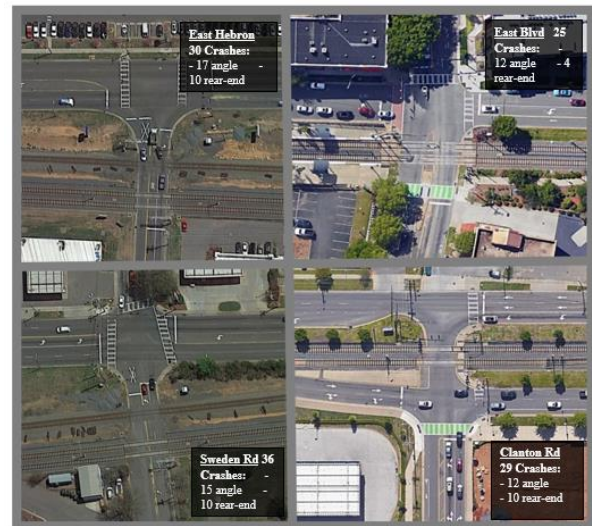 East Hebron
30 Crashes:
- 17 angle -
10 rear-end
East Blvd 25
Crashes: -
12 angle - 4
rear-end
Sweden Rd 36
Crashes: -
15 angle -
10 rear-end
Clanton Rd
29 Crashes:
- 12 angle
- 10 rear-end